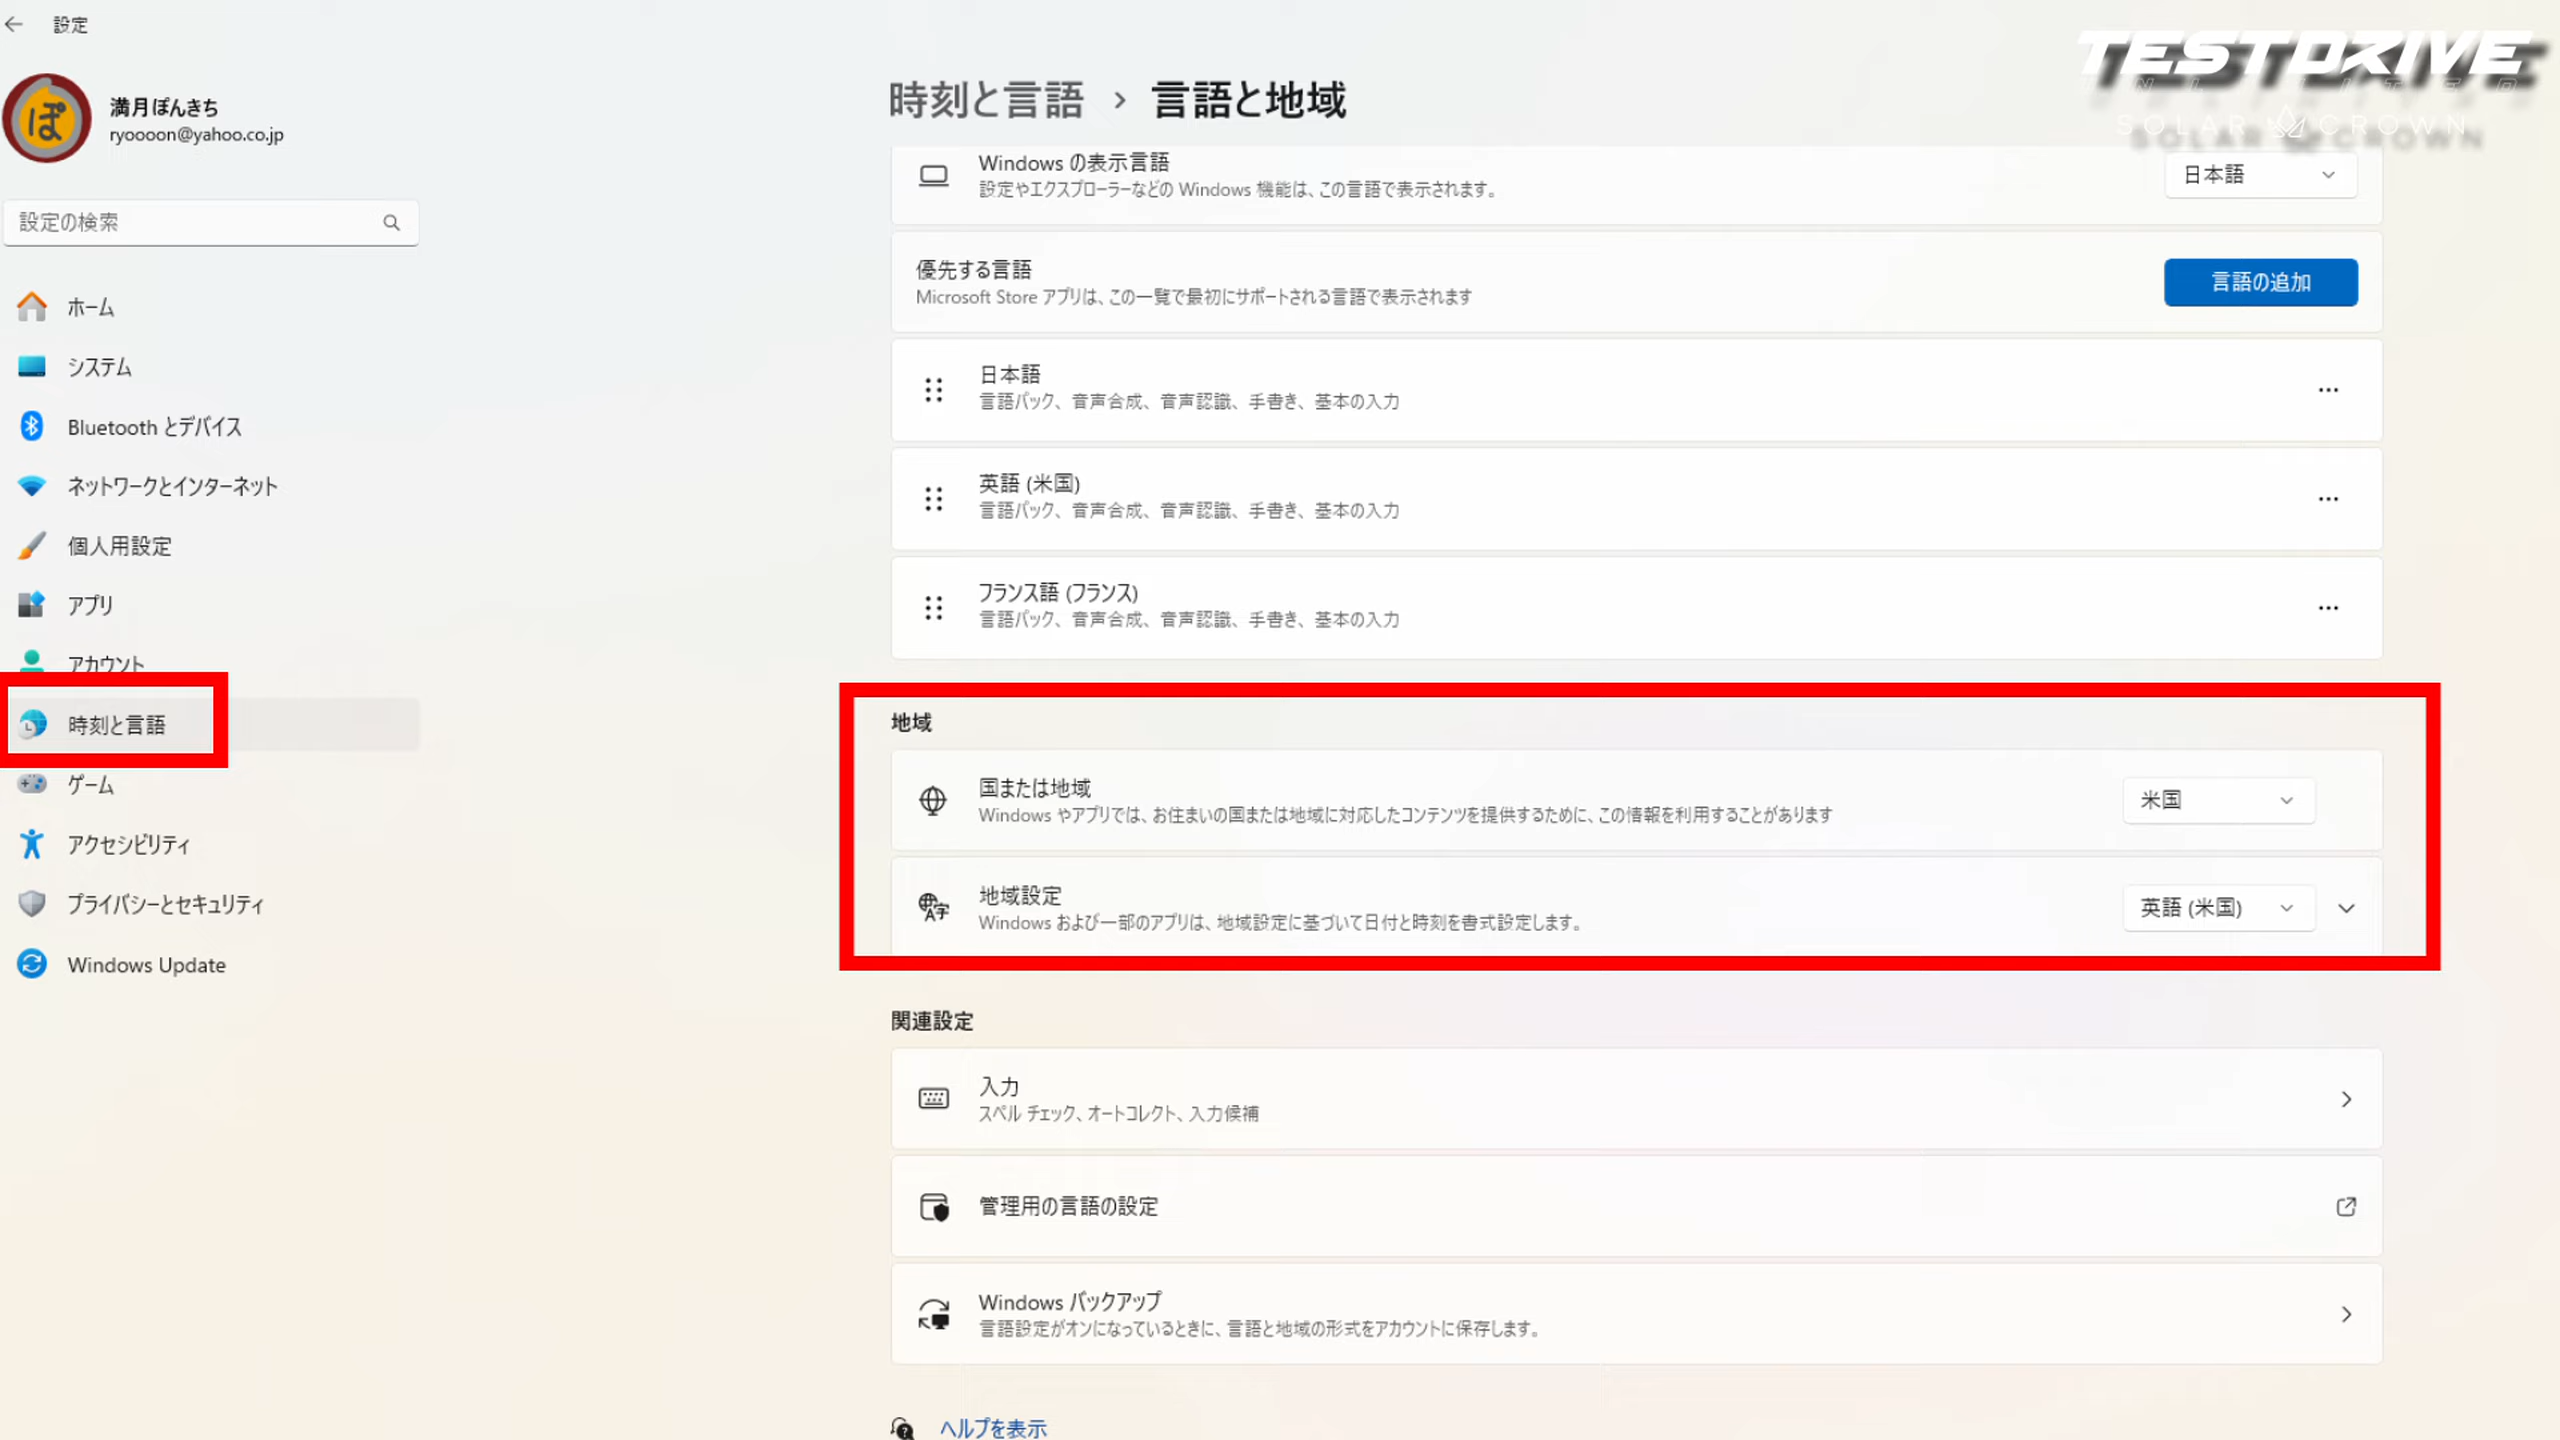 設定
満月ぽんきち
ryoooon@yahoo.co.jp
設定の検索
ホーム
システム
Bluetooth とデバイス
ネットワークとインターネット
個人用設定
アプリ
アカウント
時刻と言語
ゲーム
アクセシビリティ
プライバシーとセキュリティ
Windows Update
TESTDRIVE
UNLIMITED
SOLAR CROWN
時刻と言語 › 言語と地域
Windows の表示言語
設定やエクスプローラーなどの Windows 機能は、この言語で表示されます。
日本語
優先する言語
Microsoft Store アプリは、この一覧で最初にサポートされる言語で表示されます
言語の追加
日本語
言語パック、音声合成、音声認識、手書き、基本の入力
英語 (米国)
言語パック、音声合成、音声認識、手書き、基本の入力
フランス語 (フランス)
言語パック、音声合成、音声認識、手書き、基本の入力
地域
国または地域
Windows やアプリでは、お住まいの国または地域に対応したコンテンツを提供するために、この情報を利用することがあります
米国
地域設定
Windows および一部のアプリは、地域設定に基づいて日付と時刻を書式設定します。
英語 (米国)
関連設定
入力
スペル チェック、オートコレクト、入力候補
管理用の言語の設定
Windows バックアップ
言語設定がオンになっているときに、言語と地域の形式をアカウントに保存します。
ヘルプを表示